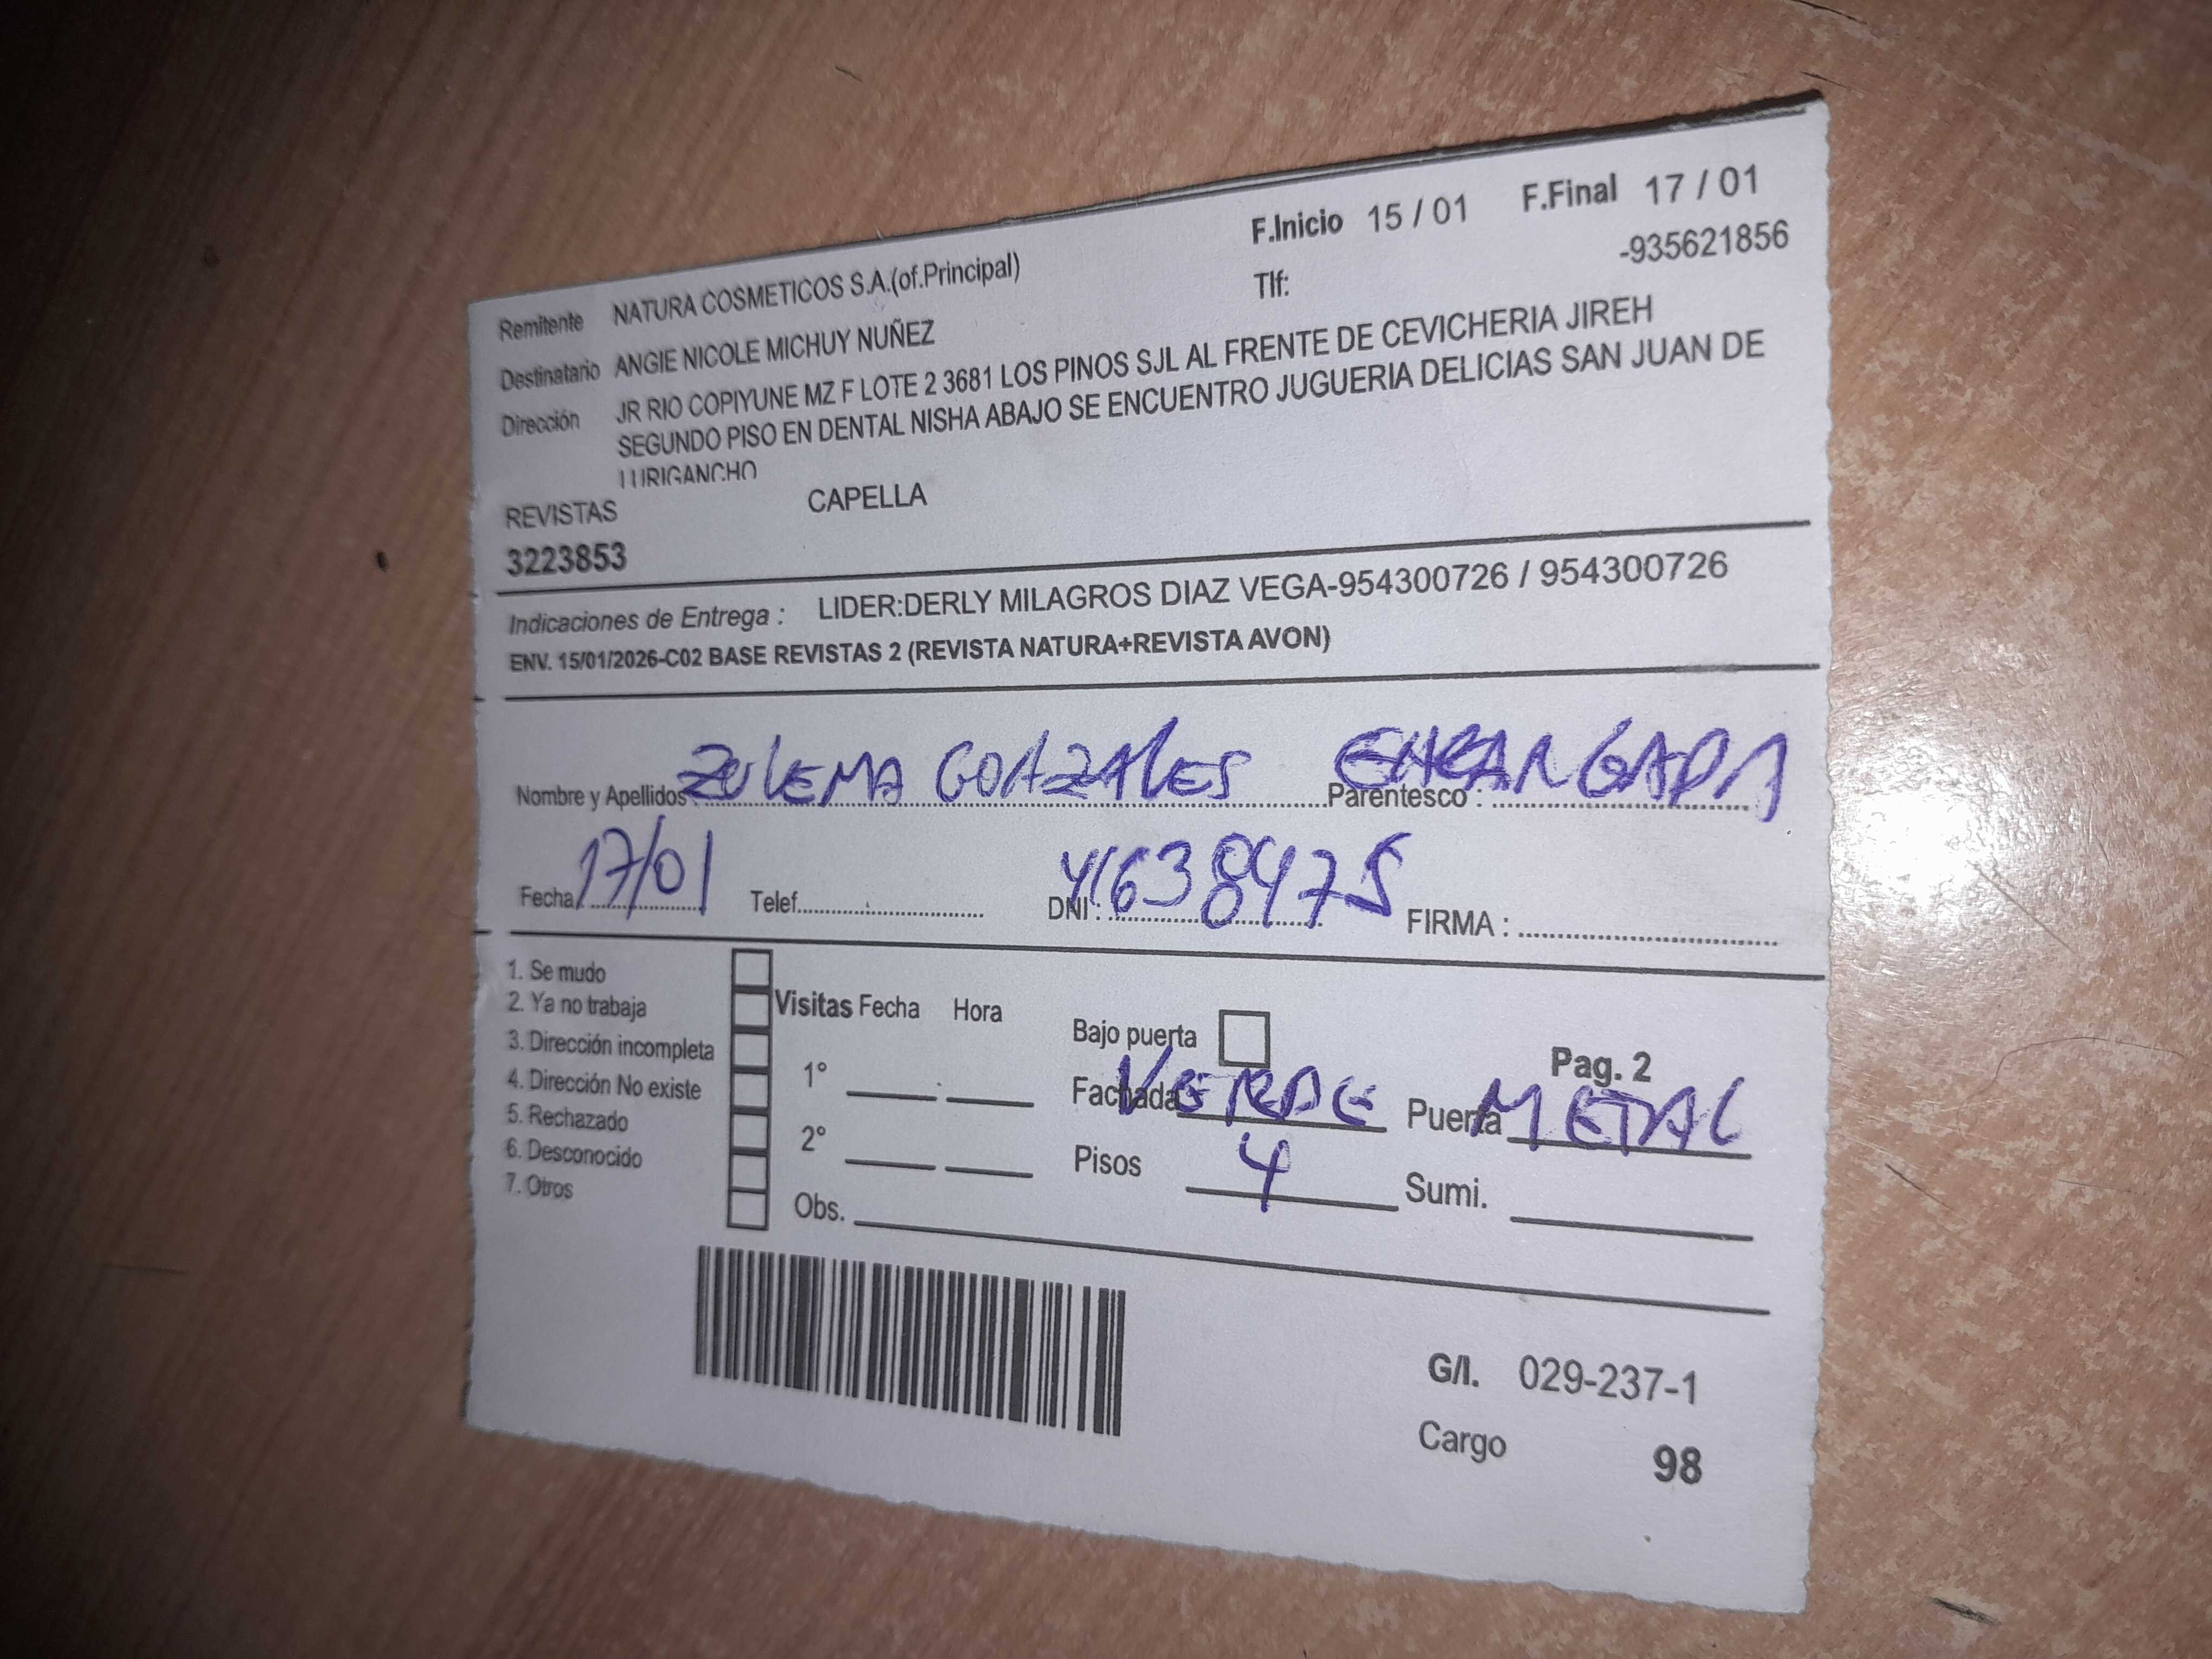 F.Inicio 15 / 01 F.Final 17 / 01
Remitente NATURA COSMETICOS S.A.(of.Principal) Tlf: -935621856
Destinatario ANGIE NICOLE MICHUY NUÑEZ
Dirección JR RIO COPIYUNE MZ F LOTE 2 3681 LOS PINOS SJL AL FRENTE DE CEVICHERIA JIREH
SEGUNDO PISO EN DENTAL NISHA ABAJO SE ENCUENTRO JUGUERIA DELICIAS SAN JUAN DE
LURIGANCHO
REVISTAS CAPELLA
3223853
Indicaciones de Entrega : LIDER:DERLY MILAGROS DIAZ VEGA-954300726 / 954300726
ENV. 15/01/2026-C02 BASE REVISTAS 2 (REVISTA NATURA+REVISTA AVON)
Nombre y Apellidos ZULEMA GONZALES Parentesco : ENCARGADA
Fecha 17/01 Telef. DNI : 41638475 FIRMA :
1. Se mudo
2. Ya no trabaja
3. Dirección incompleta
4. Dirección No existe
5. Rechazado
6. Desconocido
7. Otros
Visitas Fecha Hora
1°
2°
Obs.
Bajo puerta Pag. 2
Fachada VERDE Puerta METAL
Pisos 4 Sumi.
G/I. 029-237-1
Cargo 98